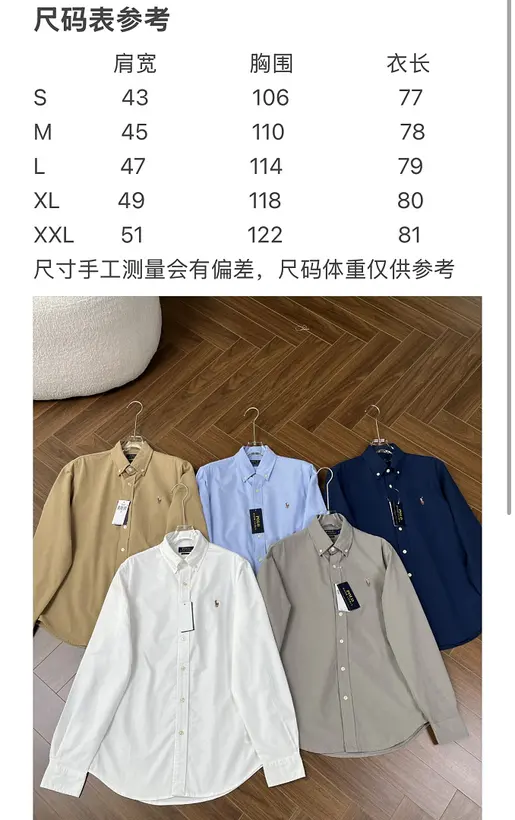 尺码表参考
肩宽 胸围 衣长
S 43 106 77
M 45 110 78
L 47 114 79
XL 49 118 80
XXL 51 122 81
尺寸手工测量会有偏差，尺码体重仅供参考